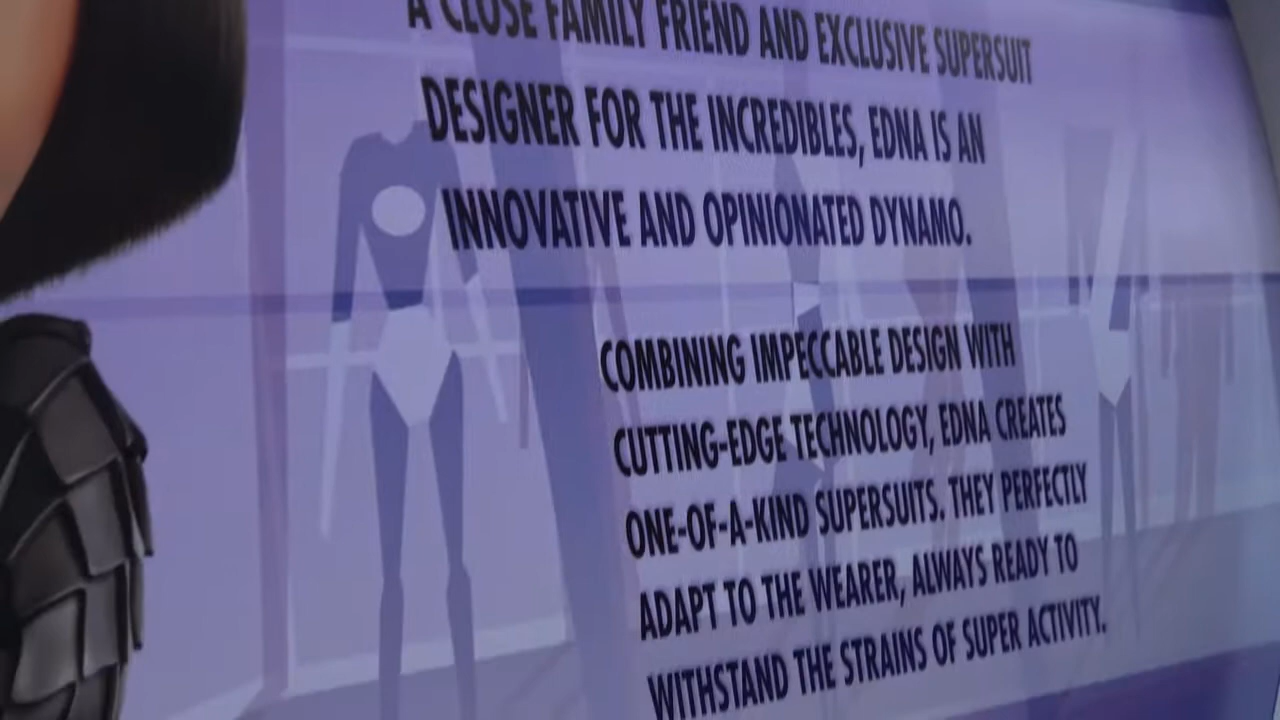 A CLOSE FAMILY FRIEND AND EXCLUSIVE SUPERSUIT
DESIGNER FOR THE INCREDIBLES, EDNA IS AN
INNOVATIVE AND OPINIONATED DYNAMO.
COMBINING IMPECCABLE DESIGN WITH
CUTTING-EDGE TECHNOLOGY, EDNA CREATES
ONE-OF-A-KIND SUPERSUITS. THEY PERFECTLY
ADAPT TO THE WEARER, ALWAYS READY TO
WITHSTAND THE STRAINS OF SUPER ACTIVITY.